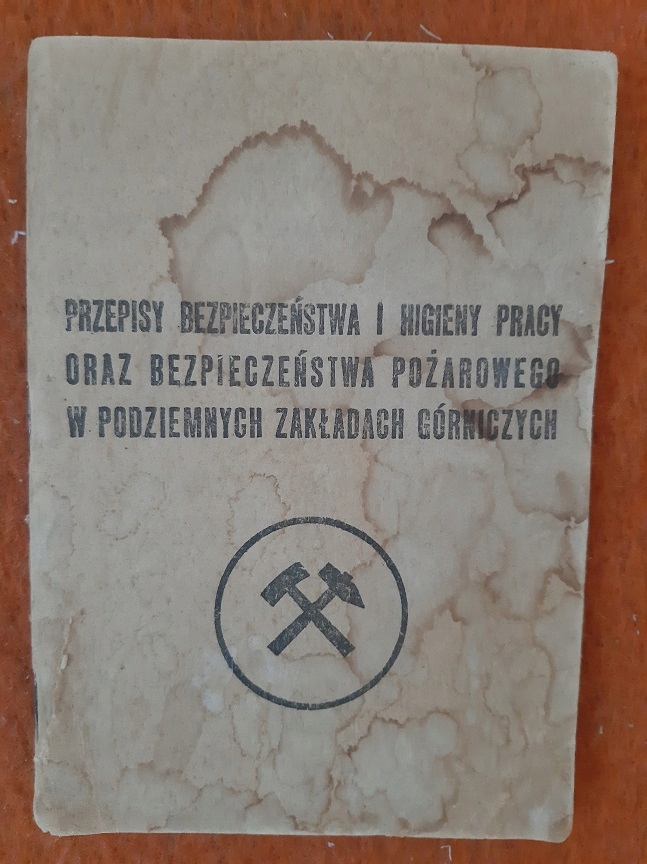 PRZEPISY BEZPIECZEŃSTWA I HIGIENY PRACY
ORAZ BEZPIECZEŃSTWA POŻAROWEGO
W PODZIEMNYCH ZAKŁADACH GÓRNICZYCH